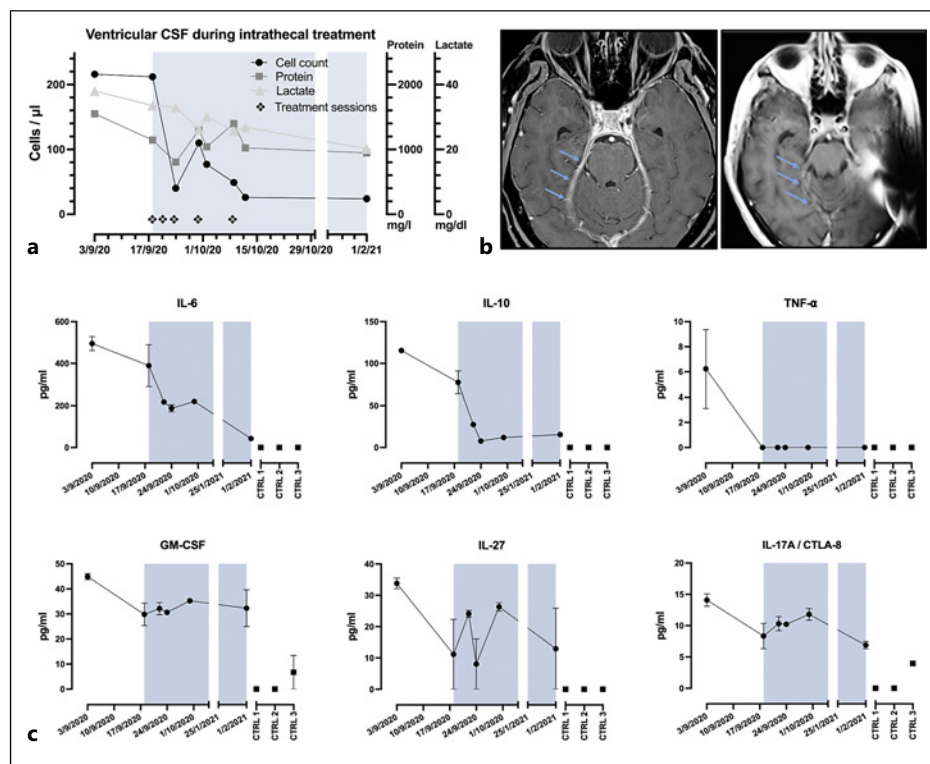 Ventricular CSF during intrathecal treatment
Protein Lactate
Cell count
Protein
Lactate
Treatment sessions
Cells / µl
200
100
0
2000
1000
0
mg/l
40
20
0
mg/dl
3/9/20 17/9/20 1/10/20 15/10/20 29/10/20 1/2/21
a
b
IL-6
pg/ml
600
400
200
0
3/9/2020 10/9/2020 17/9/2020 24/9/2020 1/10/2020 25/1/2021 1/2/2021 CTRL 1 CTRL 2 CTRL 3
IL-10
pg/ml
150
100
50
0
3/9/2020 10/9/2020 17/9/2020 24/9/2020 1/10/2020 25/1/2021 1/2/2021 CTRL 1 CTRL 2 CTRL 3
TNF-α
pg/ml
6
4
2
0
8
10
3/9/2020 10/9/2020 17/9/2020 24/9/2020 1/10/2020 25/1/2021 1/2/2021 CTRL 1 CTRL 2 CTRL 3
GM-CSF
pg/ml
50
40
30
20
10
0
3/9/2020 10/9/2020 17/9/2020 24/9/2020 1/10/2020 25/1/2021 1/2/2021 CTRL 1 CTRL 2 CTRL 3
IL-27
pg/ml
40
30
20
10
0
3/9/2020 10/9/2020 17/9/2020 24/9/2020 1/10/2020 25/1/2021 1/2/2021 CTRL 1 CTRL 2 CTRL 3
IL-17A / CTLA-8
pg/ml
20
15
10
5
0
3/9/2020 10/9/2020 17/9/2020 24/9/2020 1/10/2020 25/1/2021 1/2/2021 CTRL 1 CTRL 2 CTRL 3
c